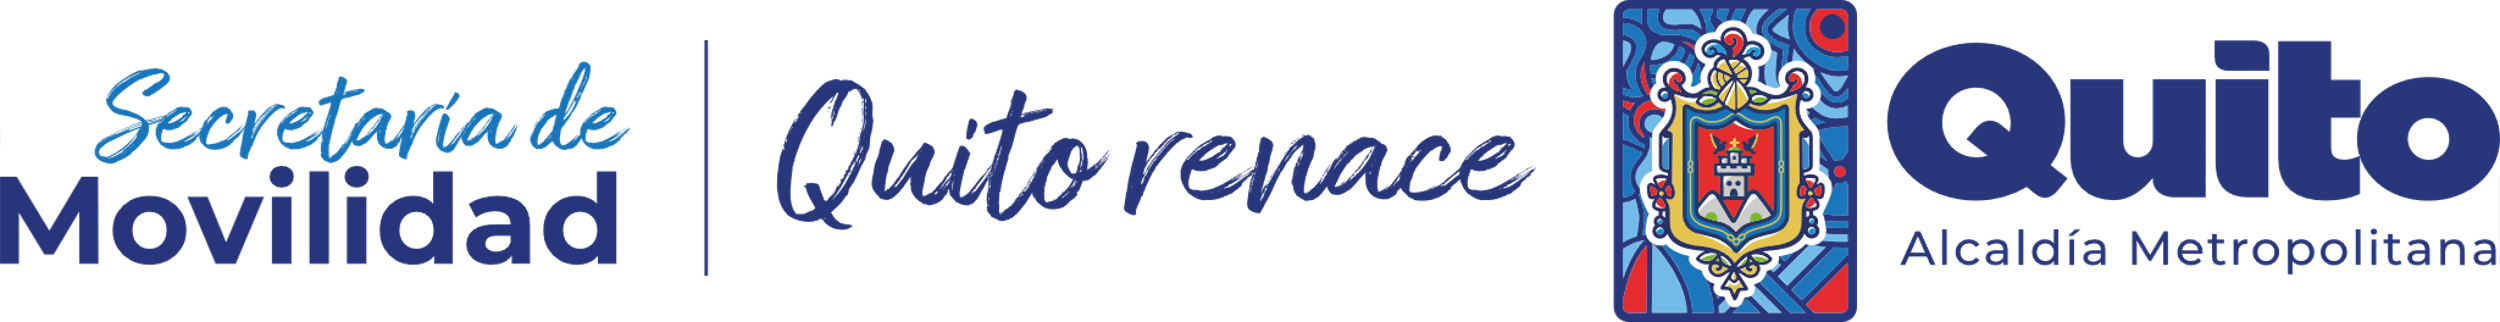 Secretaría de
Movilidad
Quito renace
Quito
Alcaldía Metropolitana